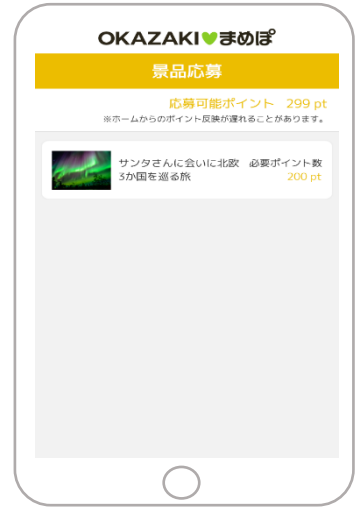 OKAZAKI💚まめぽ
景品応募
応募可能ポイント 299 pt
※ホームからのポイント反映が遅れることがあります。
サンタさんに会いに北欧 必要ポイント数
3か国を巡る旅 200 pt